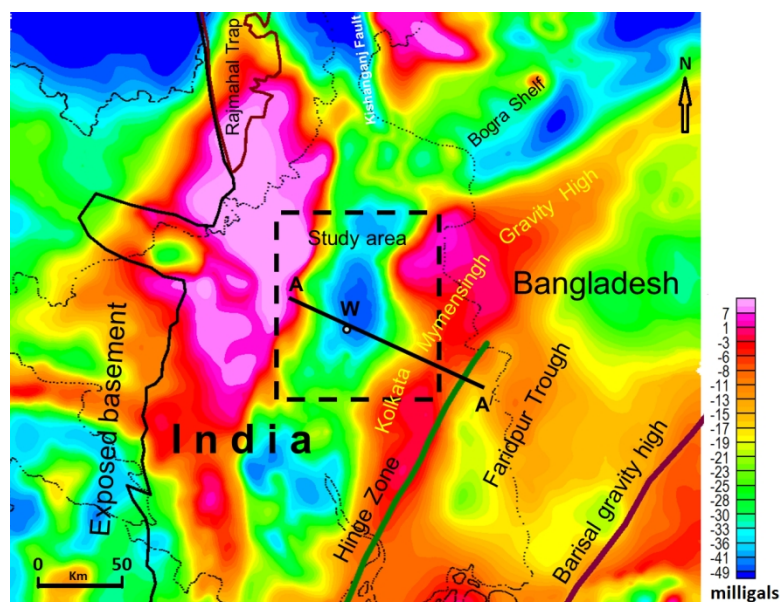 Rajmahal Trap
Kishanganj Fault
N
Bogra Shelf
Study area
Kolkata Mymensingh Gravity High
Bangladesh
A
W
A
Exposed basement
India
Hinge Zone
Faridpur Trough
Barisal gravity high
0 50
Km
7
1
-3
-6
-9
-11
-13
-15
-17
-19
-21
-23
-25
-27
-30
-33
-36
-41
-49
milligals